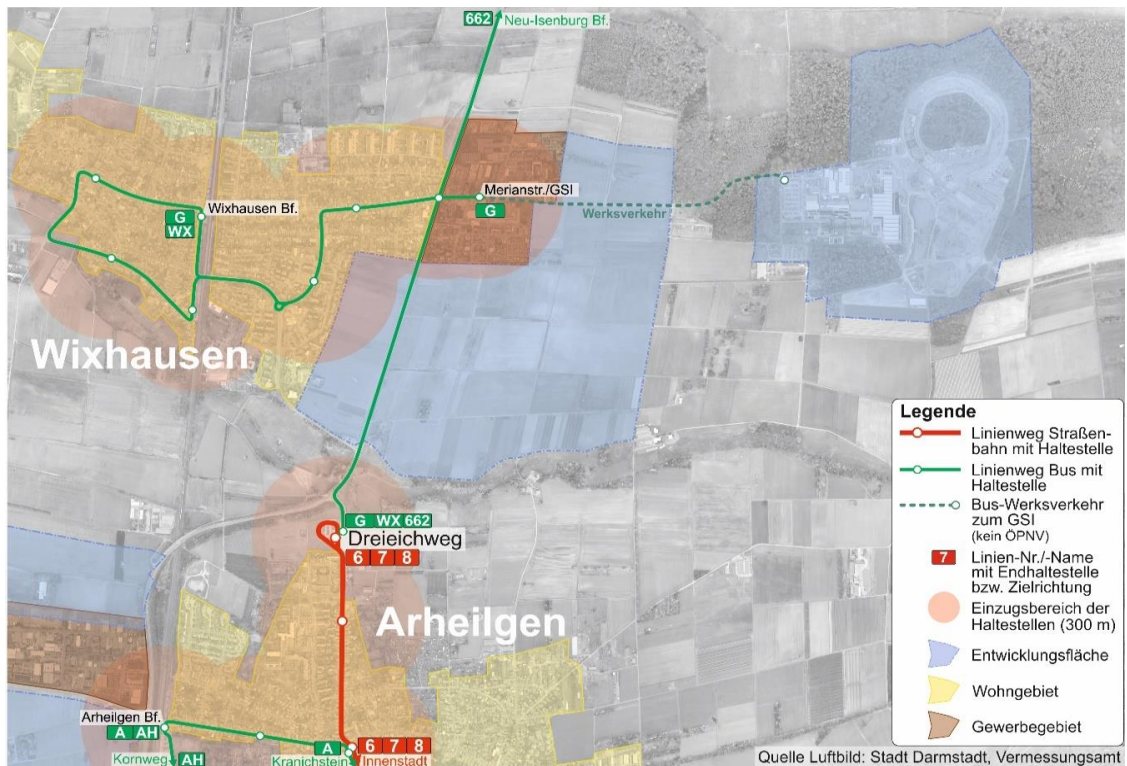 662 Neu-Isenburg Bf.
Merianstr./GSI
G
Werksverkehr
Wixhausen Bf.
G
WX
Wixhausen
G WX 662
Dreieichweg
6 7 8
Arheilgen
Arheilgen Bf.
A AH
Kornweg AH
A
Kranichstein
6 7 8
Innenstadt
Legende
Linienweg Straßen-
bahn mit Haltestelle
Linienweg Bus mit
Haltestelle
Bus-Werksverkehr
zum GSI
(kein ÖPNV)
7 Linien-Nr./-Name
mit Endhaltestelle
bzw. Zielrichtung
Einzugsbereich der
Haltestellen (300 m)
Entwicklungsfläche
Wohngebiet
Gewerbegebiet
Quelle Luftbild: Stadt Darmstadt, Vermessungsamt